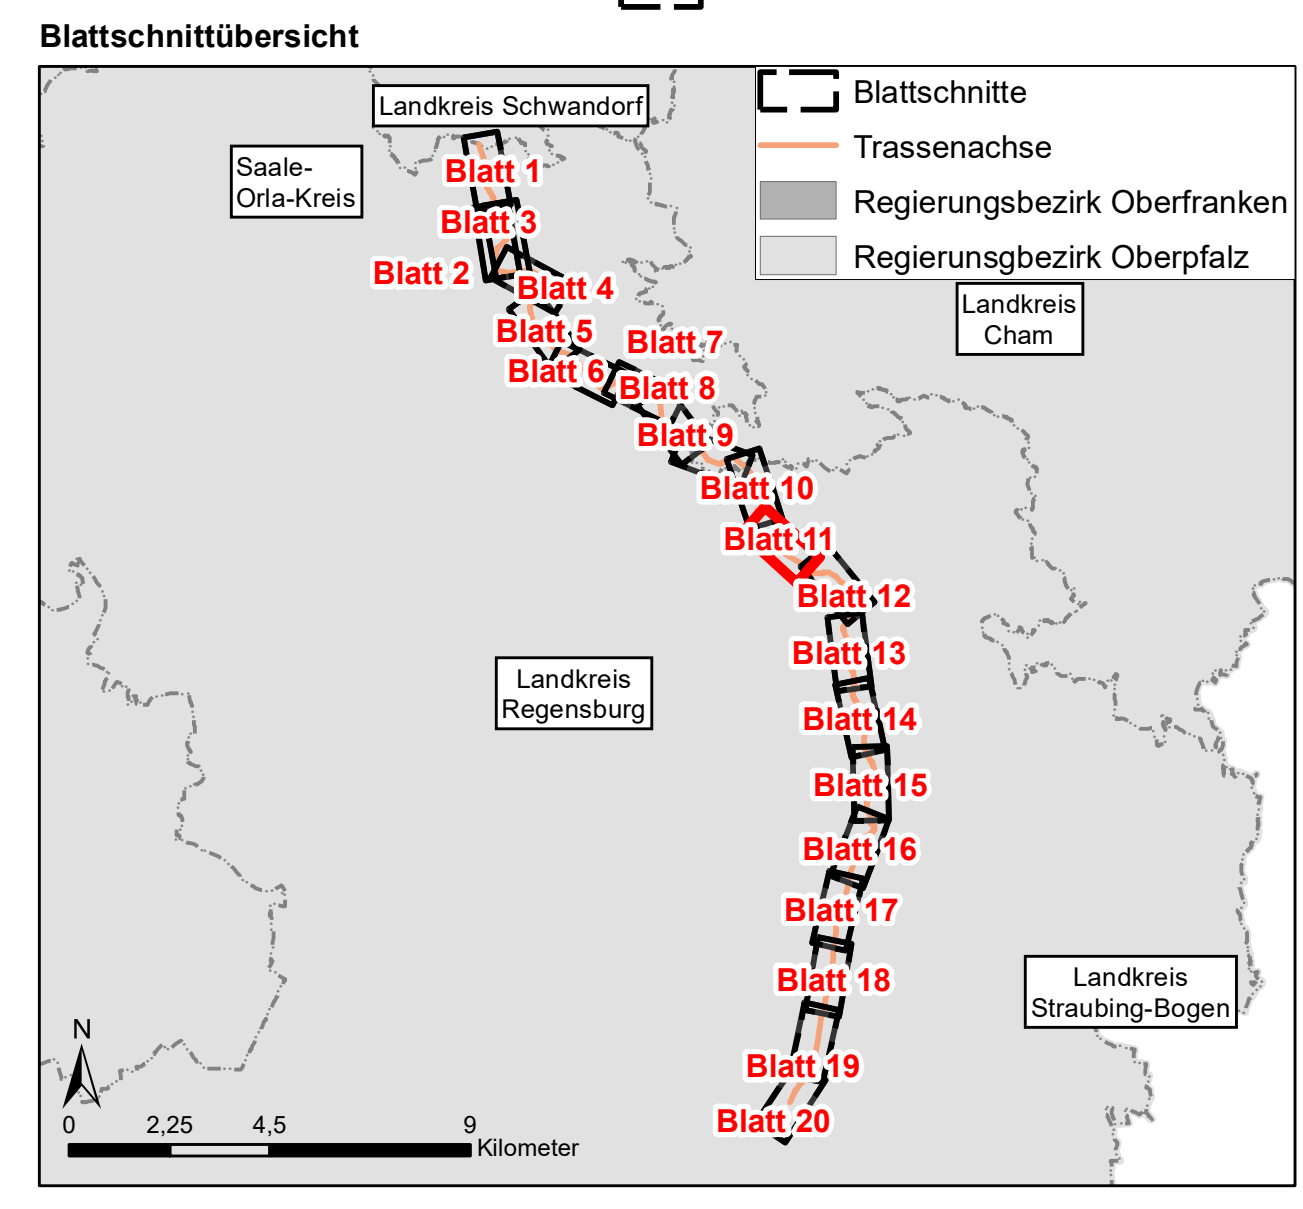 Blattschnittübersicht
Blattschnitte
Trassenachse
Regierungsbezirk Oberfranken
Regierunsgbezirk Oberpfalz
Landkreis Schwandorf
Saale-
Orla-Kreis
Blatt 1
Blatt 3
Blatt 2
Blatt 4
Landkreis
Cham
Blatt 5
Blatt 7
Blatt 6
Blatt 8
Blatt 9
Blatt 10
Blatt 11
Blatt 12
Blatt 13
Landkreis
Regensburg
Blatt 14
Blatt 15
Blatt 16
Blatt 17
Blatt 18
Landkreis
Straubing-Bogen
N
Blatt 19
Blatt 20
0 2,25 4,5 9
Kilometer